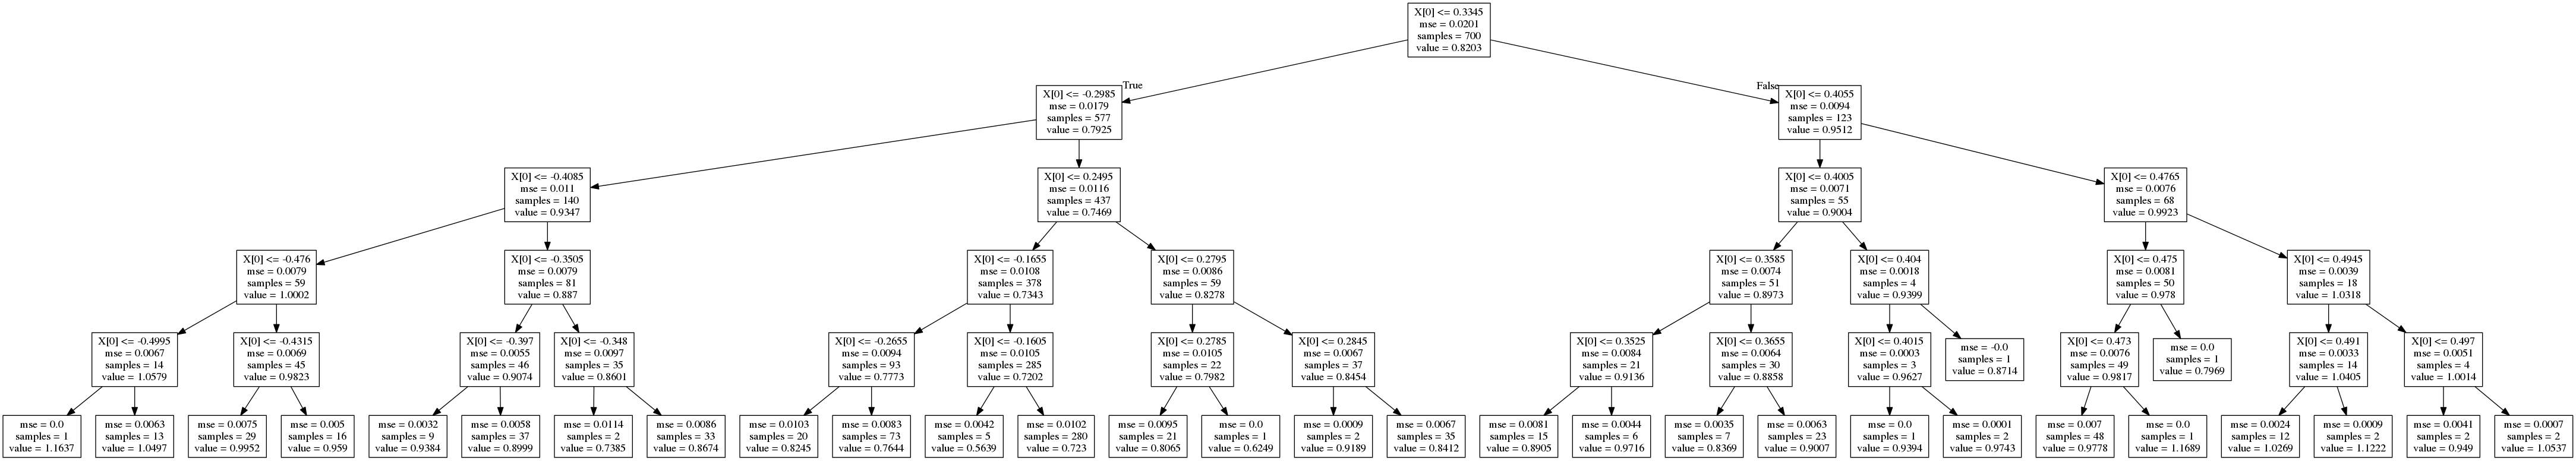 X[0] <= 0.3345
mse = 0.0201
samples = 700
value = 0.8203
True
False
X[0] <= -0.2985
mse = 0.0179
samples = 577
value = 0.7925
X[0] <= 0.4055
mse = 0.0094
samples = 123
value = 0.9512
X[0] <= -0.4085
mse = 0.011
samples = 140
value = 0.9347
X[0] <= 0.2495
mse = 0.0116
samples = 437
value = 0.7469
X[0] <= 0.4005
mse = 0.0071
samples = 55
value = 0.9004
X[0] <= 0.4765
mse = 0.0076
samples = 68
value = 0.9923
X[0] <= -0.476
mse = 0.0079
samples = 59
value = 1.0002
X[0] <= -0.3505
mse = 0.0079
samples = 81
value = 0.887
X[0] <= -0.1655
mse = 0.0108
samples = 378
value = 0.7343
X[0] <= 0.2795
mse = 0.0086
samples = 59
value = 0.8278
X[0] <= 0.3585
mse = 0.0074
samples = 51
value = 0.8973
X[0] <= 0.404
mse = 0.0018
samples = 4
value = 0.9399
X[0] <= 0.475
mse = 0.0081
samples = 50
value = 0.978
X[0] <= 0.4945
mse = 0.0039
samples = 18
value = 1.0318
X[0] <= -0.4995
mse = 0.0067
samples = 14
value = 1.0579
X[0] <= -0.4315
mse = 0.0069
samples = 45
value = 0.9823
X[0] <= -0.397
mse = 0.0055
samples = 46
value = 0.9074
X[0] <= -0.348
mse = 0.0097
samples = 35
value = 0.8601
X[0] <= -0.2655
mse = 0.0094
samples = 93
value = 0.7773
X[0] <= -0.1605
mse = 0.0105
samples = 285
value = 0.7202
X[0] <= 0.2785
mse = 0.0105
samples = 22
value = 0.7982
X[0] <= 0.2845
mse = 0.0067
samples = 37
value = 0.8454
X[0] <= 0.3525
mse = 0.0084
samples = 21
value = 0.9136
X[0] <= 0.3655
mse = 0.0064
samples = 30
value = 0.8858
X[0] <= 0.4015
mse = 0.0003
samples = 3
value = 0.9627
mse = -0.0
samples = 1
value = 0.8714
X[0] <= 0.473
mse = 0.0076
samples = 49
value = 0.9817
mse = 0.0
samples = 1
value = 0.7969
X[0] <= 0.491
mse = 0.0033
samples = 14
value = 1.0405
X[0] <= 0.497
mse = 0.0051
samples = 4
value = 1.0014
mse = 0.0
samples = 1
value = 1.1637
mse = 0.0063
samples = 13
value = 1.0497
mse = 0.0075
samples = 29
value = 0.9952
mse = 0.005
samples = 16
value = 0.959
mse = 0.0032
samples = 9
value = 0.9384
mse = 0.0058
samples = 37
value = 0.8999
mse = 0.0114
samples = 2
value = 0.7385
mse = 0.0086
samples = 33
value = 0.8674
mse = 0.0103
samples = 20
value = 0.8245
mse = 0.0083
samples = 73
value = 0.7644
mse = 0.0042
samples = 5
value = 0.5639
mse = 0.0102
samples = 280
value = 0.723
mse = 0.0095
samples = 21
value = 0.8065
mse = 0.0
samples = 1
value = 0.6249
mse = 0.0009
samples = 2
value = 0.9189
mse = 0.0067
samples = 35
value = 0.8412
mse = 0.0081
samples = 15
value = 0.8905
mse = 0.0044
samples = 6
value = 0.9716
mse = 0.0035
samples = 7
value = 0.8369
mse = 0.0063
samples = 23
value = 0.9007
mse = 0.0
samples = 1
value = 0.9394
mse = 0.0001
samples = 2
value = 0.9743
mse = 0.007
samples = 48
value = 0.9778
mse = 0.0
samples = 1
value = 1.1689
mse = 0.0024
samples = 12
value = 1.0269
mse = 0.0009
samples = 2
value = 1.1222
mse = 0.0041
samples = 2
value = 0.949
mse = 0.0007
samples = 2
value = 1.0537